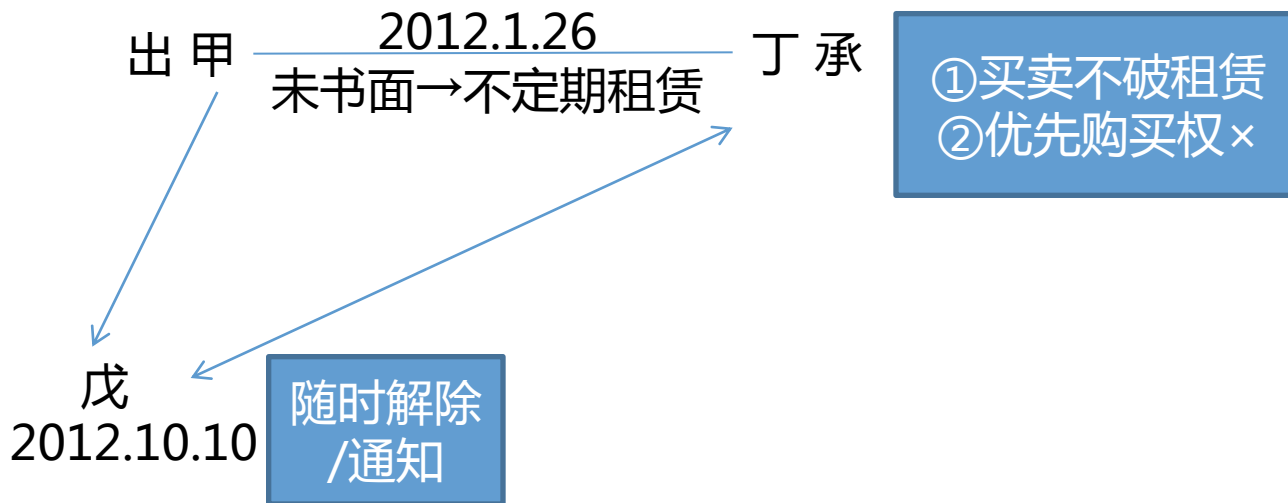 出 甲
2012.1.26
未书面→不定期租赁
丁 承
①买卖不破租赁
②优先购买权×
戊
2012.10.10
随时解除
/通知